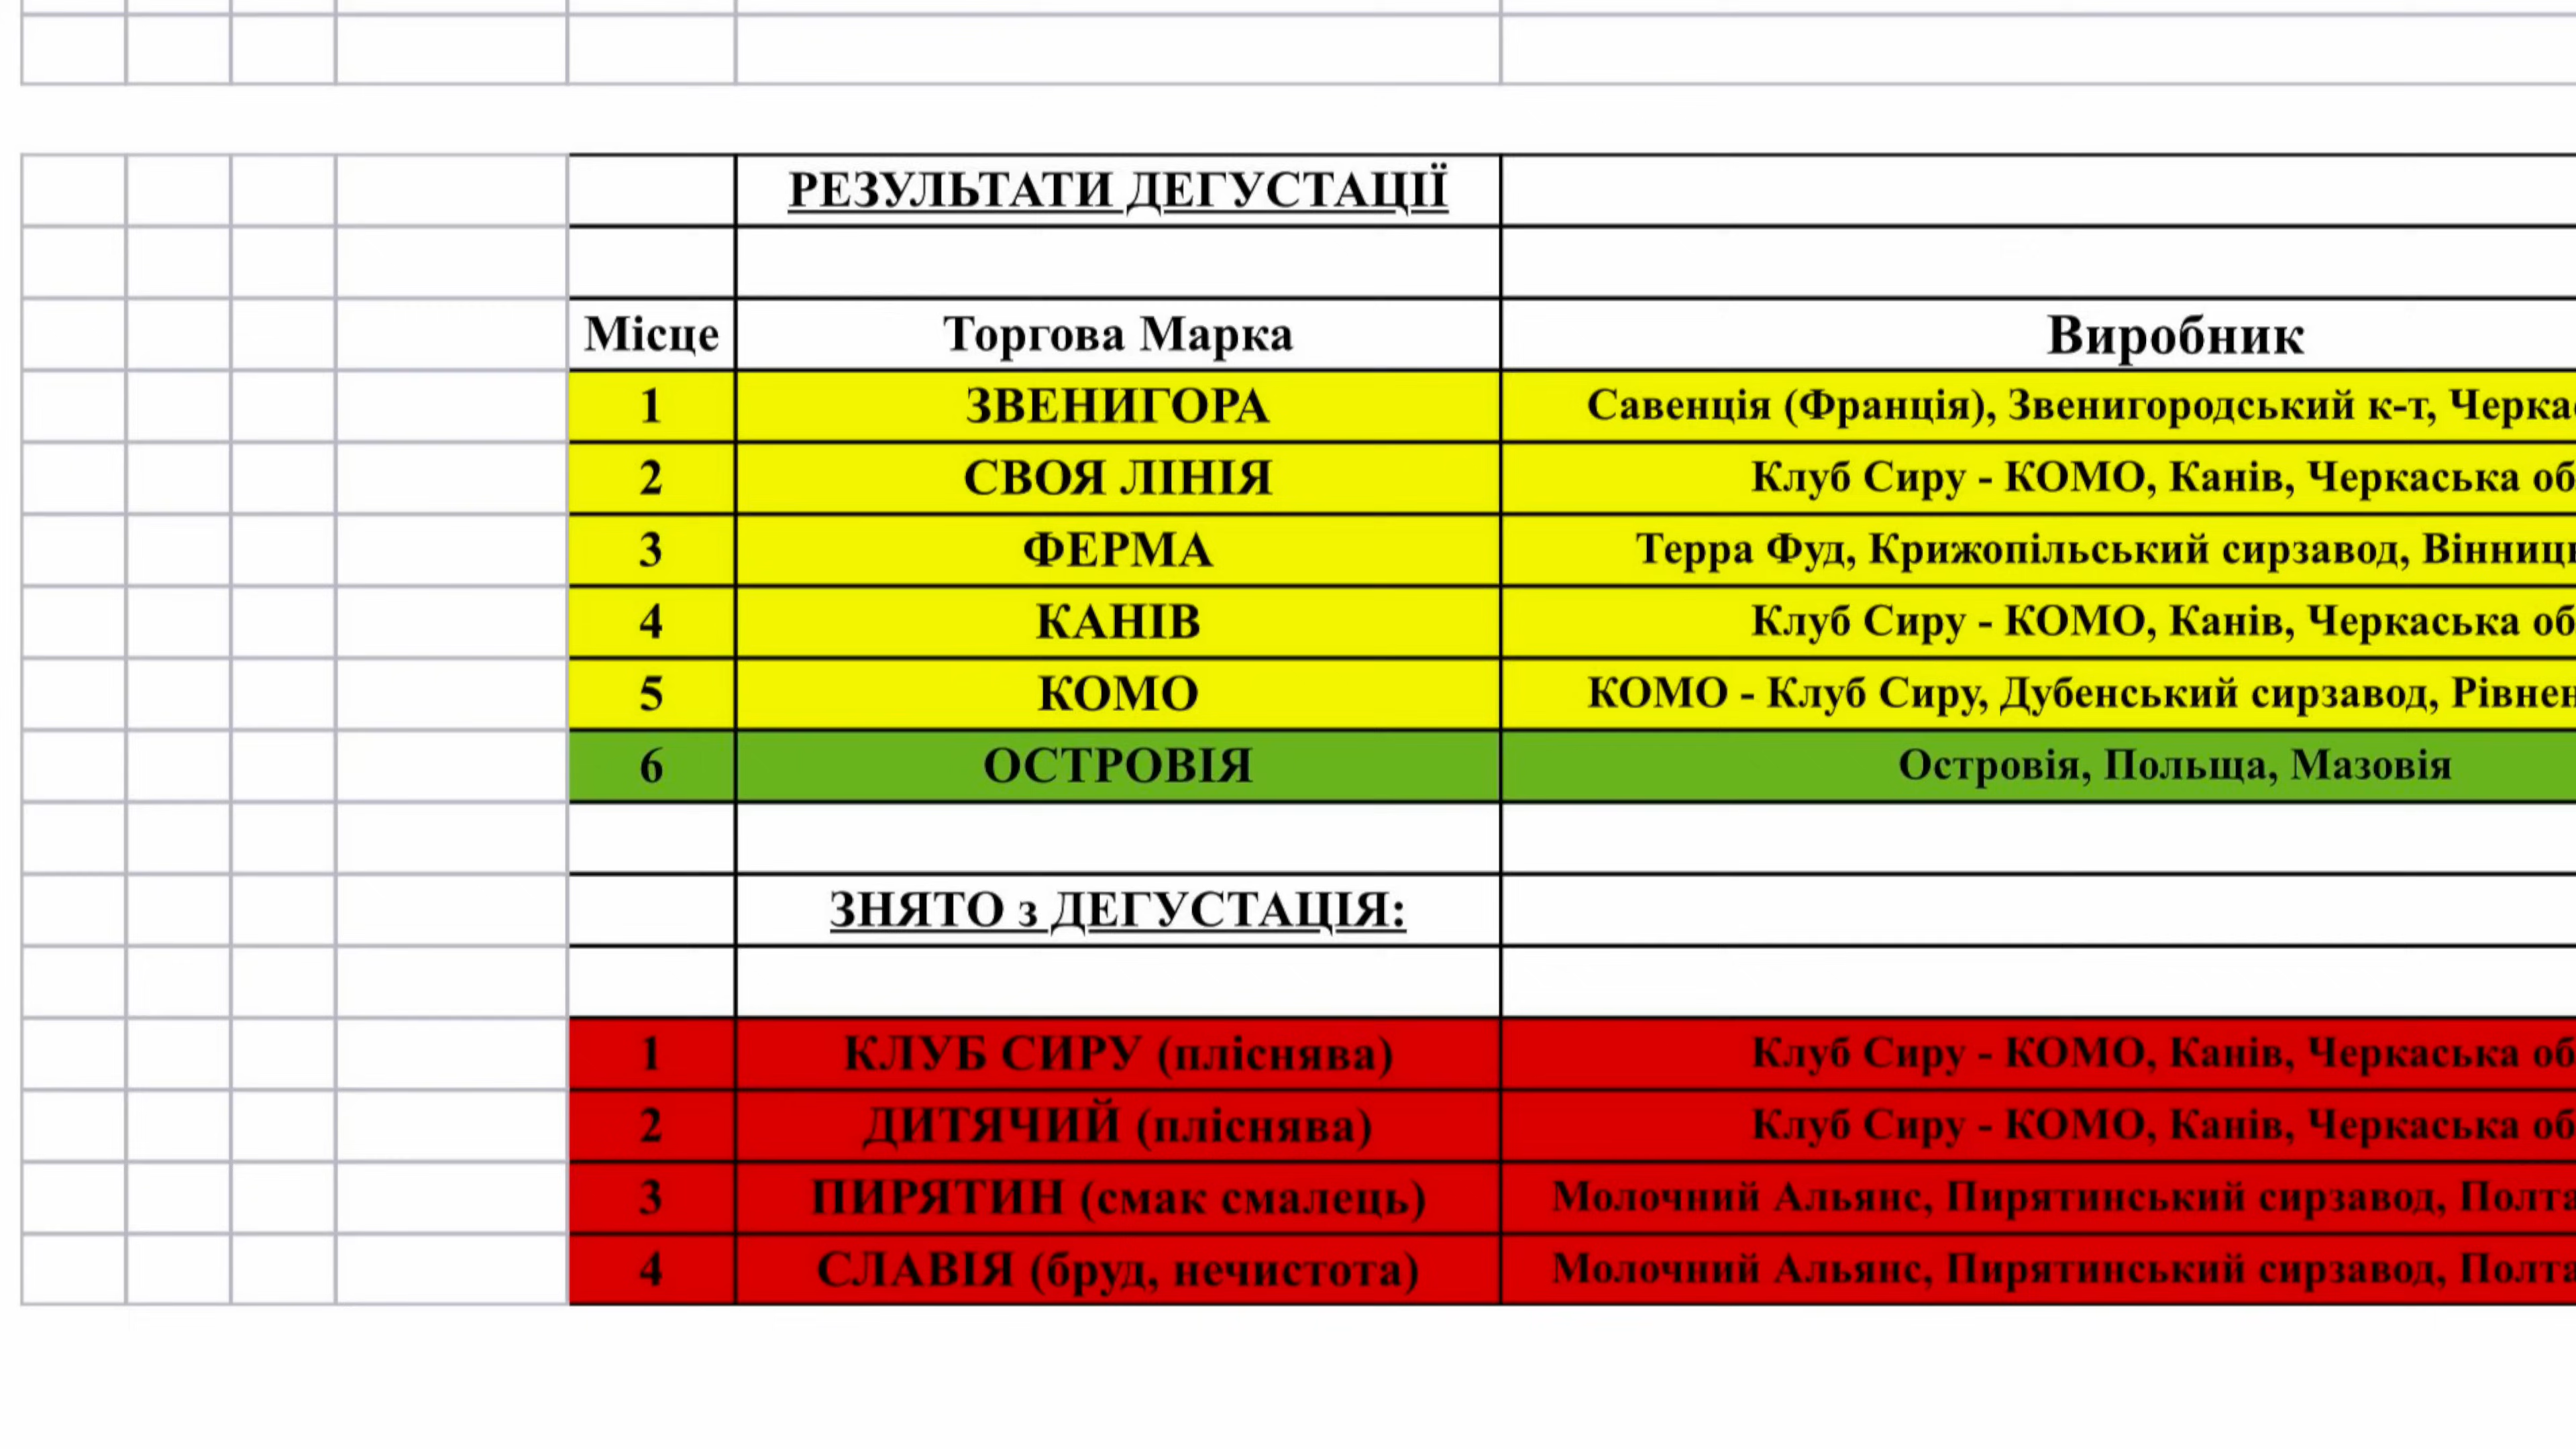 РЕЗУЛЬТАТИ ДЕГУСТАЦІЇ
Місце Торгова Марка Виробник
1 ЗВЕНИГОРА Савенція (Франція), Звенигородський к-т,
2 СВОЯ ЛІНІЯ Клуб Сиру - КОМО, Канів, Черкаська
3 ФЕРМА Терра Фуд, Крижопільський сирзавод,
4 КАНІВ Клуб Сиру - КОМО, Канів, Черкаська
5 КОМО КОМО - Клуб Сиру, Дубенський сирзавод,
6 ОСТРОВІЯ Островія, Польща, Мазовія
ЗНЯТО з ДЕГУСТАЦІЯ:
1 КЛУБ СИРУ (пліснява) Клуб Сиру - КОМО, Канів, Черкаська
2 ДИТЯЧИЙ (пліснява) Клуб Сиру - КОМО, Канів, Черкаська
3 ПИРЯТИН (смак смалець) Молочний Альянс, Пирятинський сирзавод,
4 СЛАВІЯ (бруд, нечистота) Молочний Альянс, Пирятинський сирзавод,